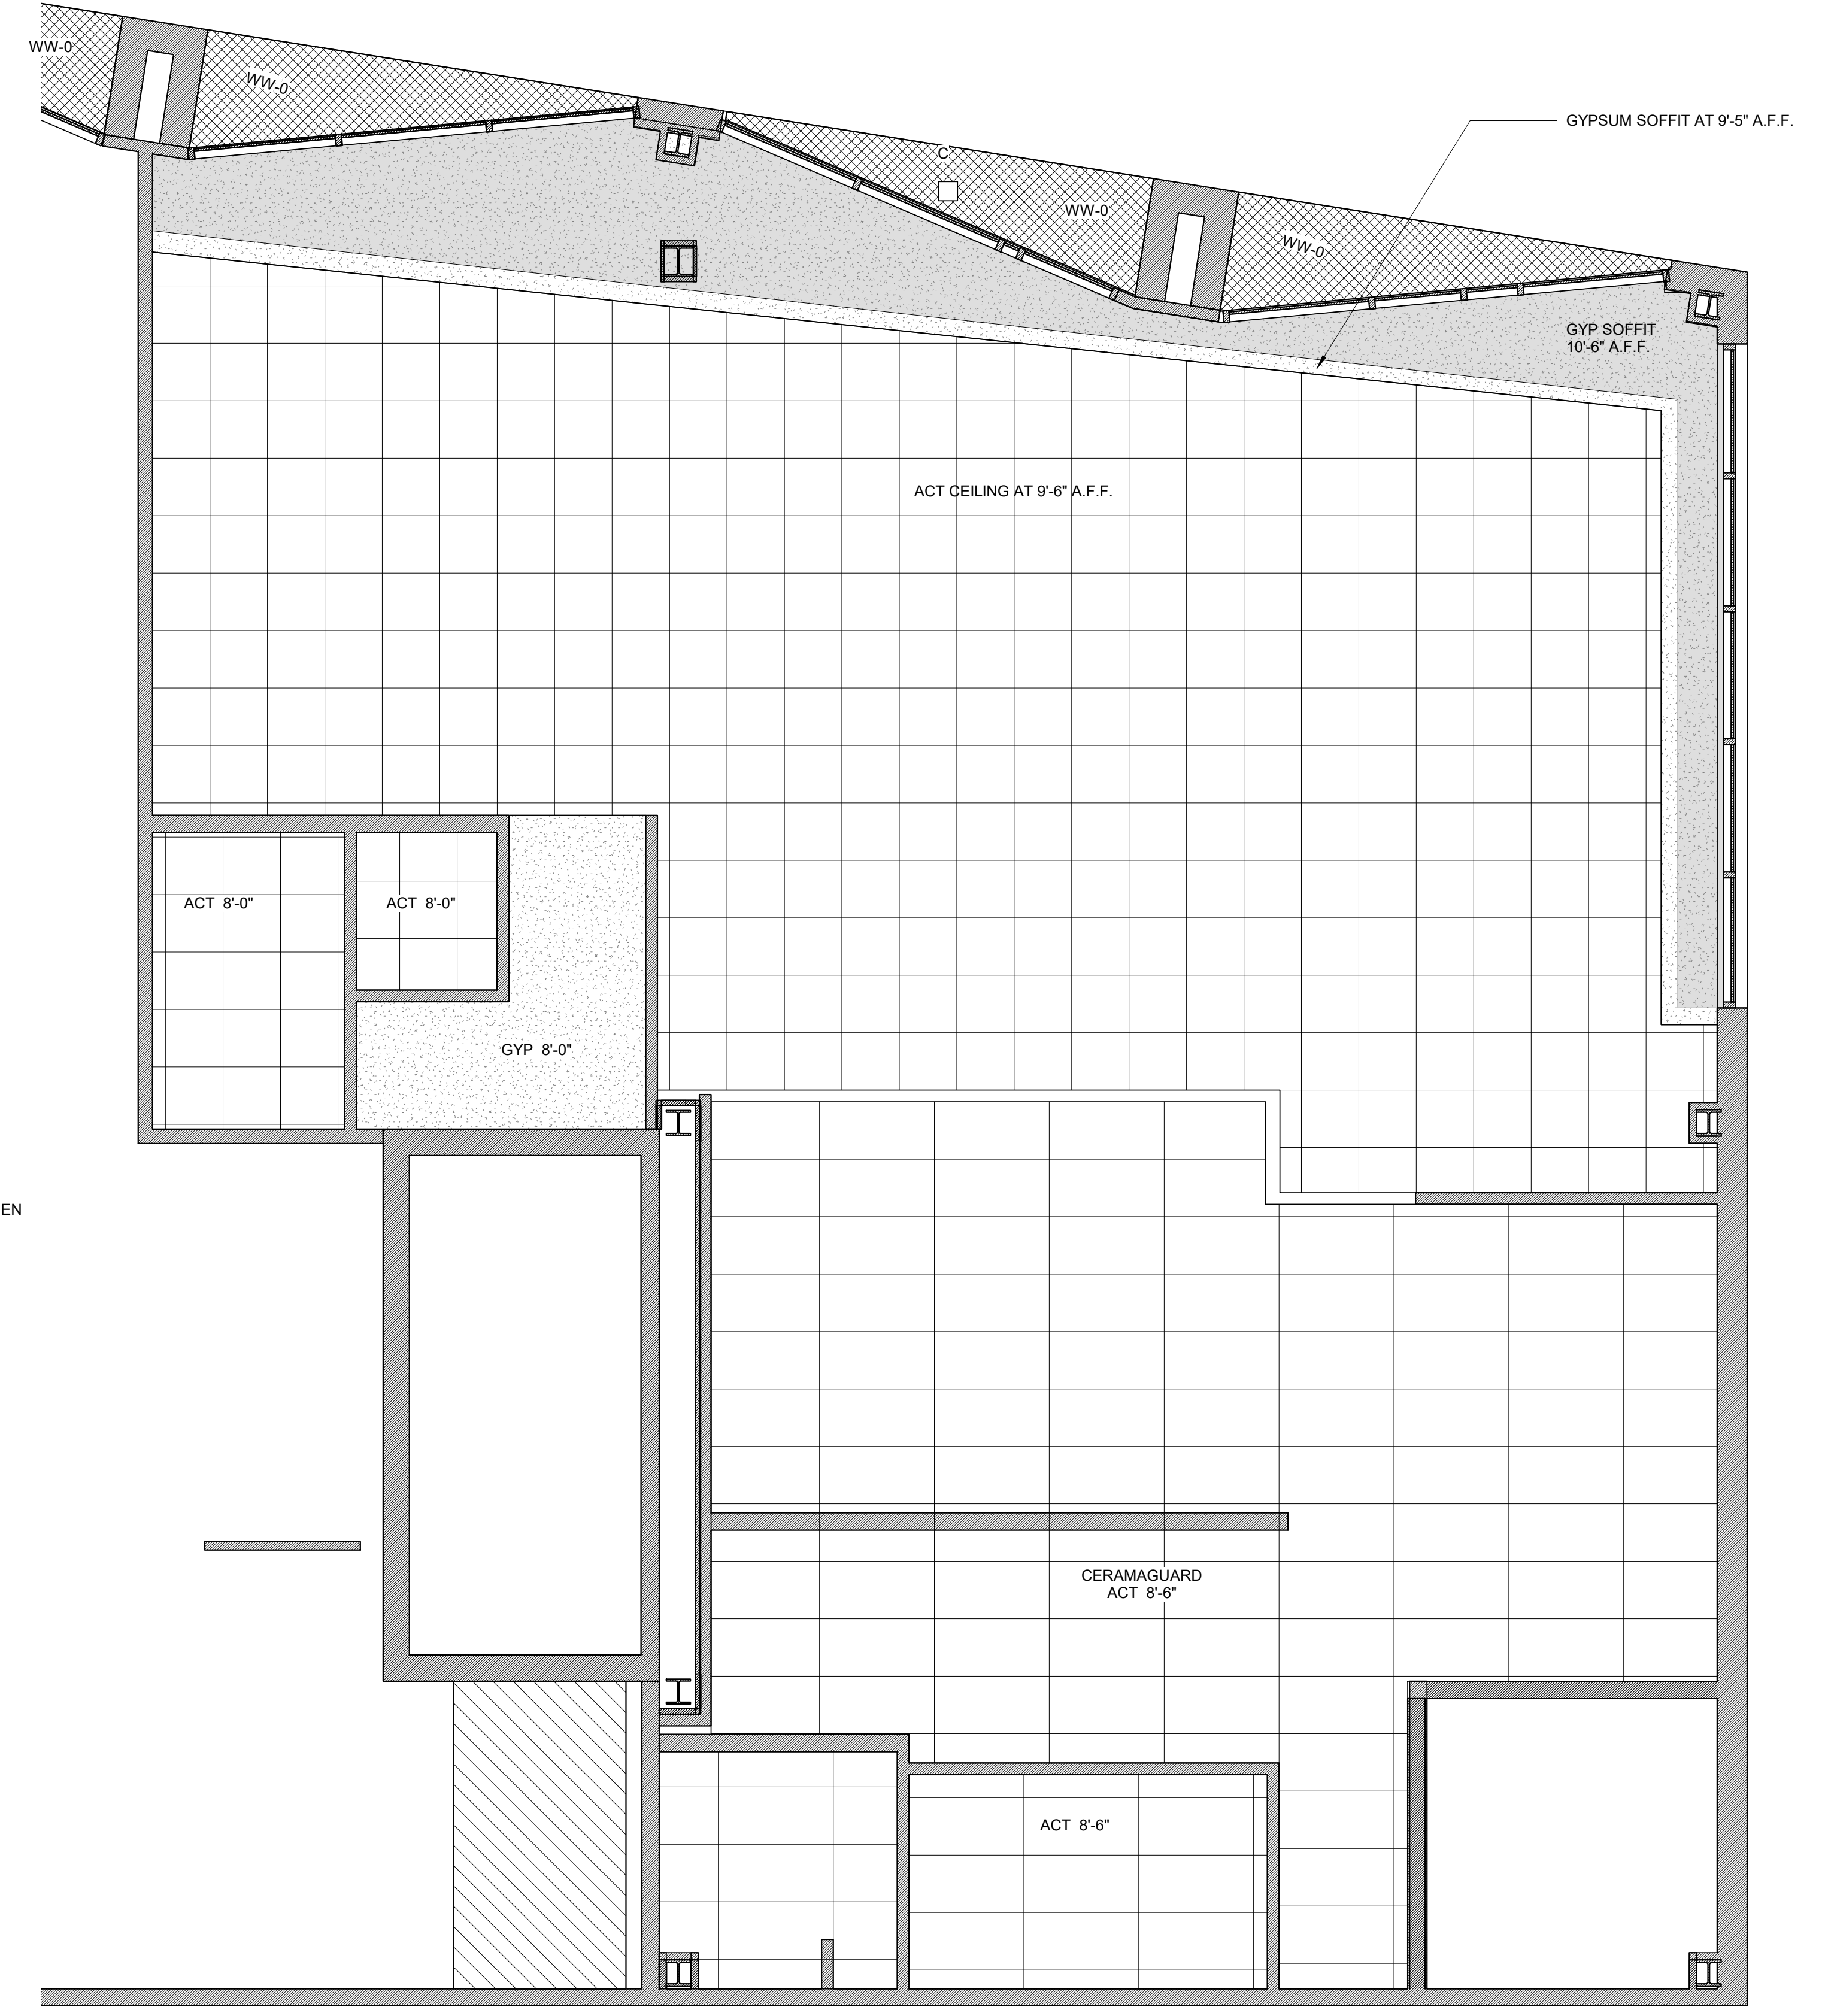 WW-0
WW-0
GYPSUM SOFFIT AT 9'-5" A.F.F.
C
WW-0
WW-0
GYP SOFFIT
10'-6" A.F.F.
ACT CEILING AT 9'-6" A.F.F.
ACT 8'-0"
ACT 8'-0"
GYP 8'-0"
EN
CERAMAGUARD
ACT 8'-6"
ACT 8'-6"